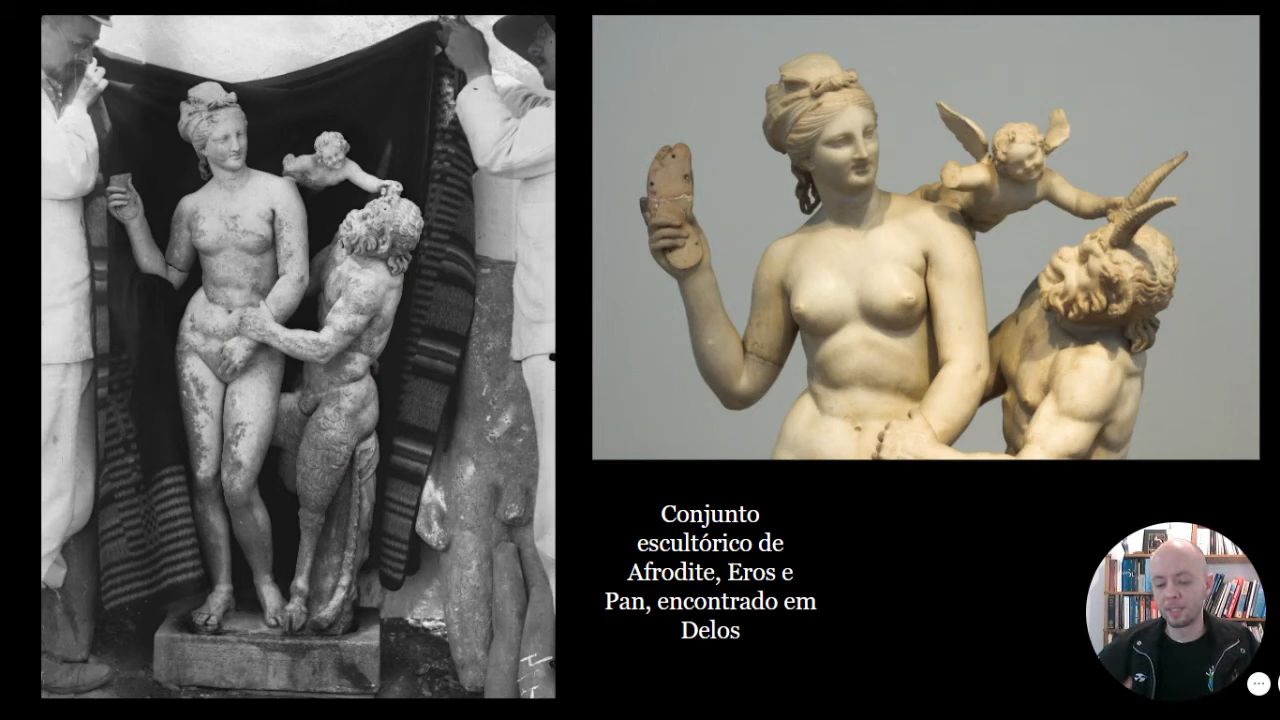 Conjunto
escultórico de
Afrodite, Eros e
Pan, encontrado em
Delos